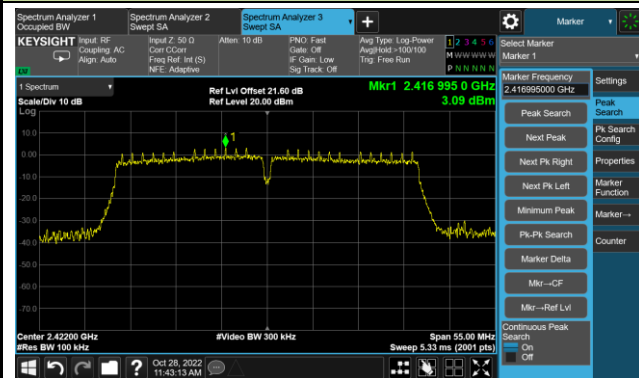 Spectrum Analyzer 1
Occupied BW
Spectrum Analyzer 2
Swept SA
Spectrum Analyzer 3
Swept SA
+
Marker
KEYSIGHT
Input: RF
Coupling: AC
Align: Auto
Input Z: 50 Ω
Corr CCorr
Freq Ref: Int (S)
NFE: Adaptive
Atten: 10 dB
PNO: Fast
Gate: Off
IF Gain: Low
Sig Track: Off
Avg Type: Log-Power
Avg|Hold:>100/100
Trig: Free Run
1 2 3 4 5 6
M W W W W W
P N N N N N
LXI
Select Marker
Marker 1
1 Spectrum
Scale/Div 10 dB
Ref Lvl Offset 21.60 dB
Ref Level 20.00 dBm
Mkr1 2.416 995 0 GHz
3.09 dBm
Log
10.0
0.00
-10.0
-20.0
-30.0
-40.0
-50.0
-60.0
-70.0
1
Center 2.42200 GHz
#Res BW 100 kHz
#Video BW 300 kHz
Span 55.00 MHz
Sweep 5.33 ms (2001 pts)
Marker Frequency
2.416995000 GHz
Peak Search
Next Peak
Next Pk Right
Next Pk Left
Minimum Peak
Pk-Pk Search
Marker Delta
Mkr→CF
Mkr→Ref Lvl
Continuous Peak
Search
On
Off
Settings
Peak
Search
Pk Search
Config
Properties
Marker
Function
Marker→
Counter
?
Oct 28, 2022
11:43:13 AM